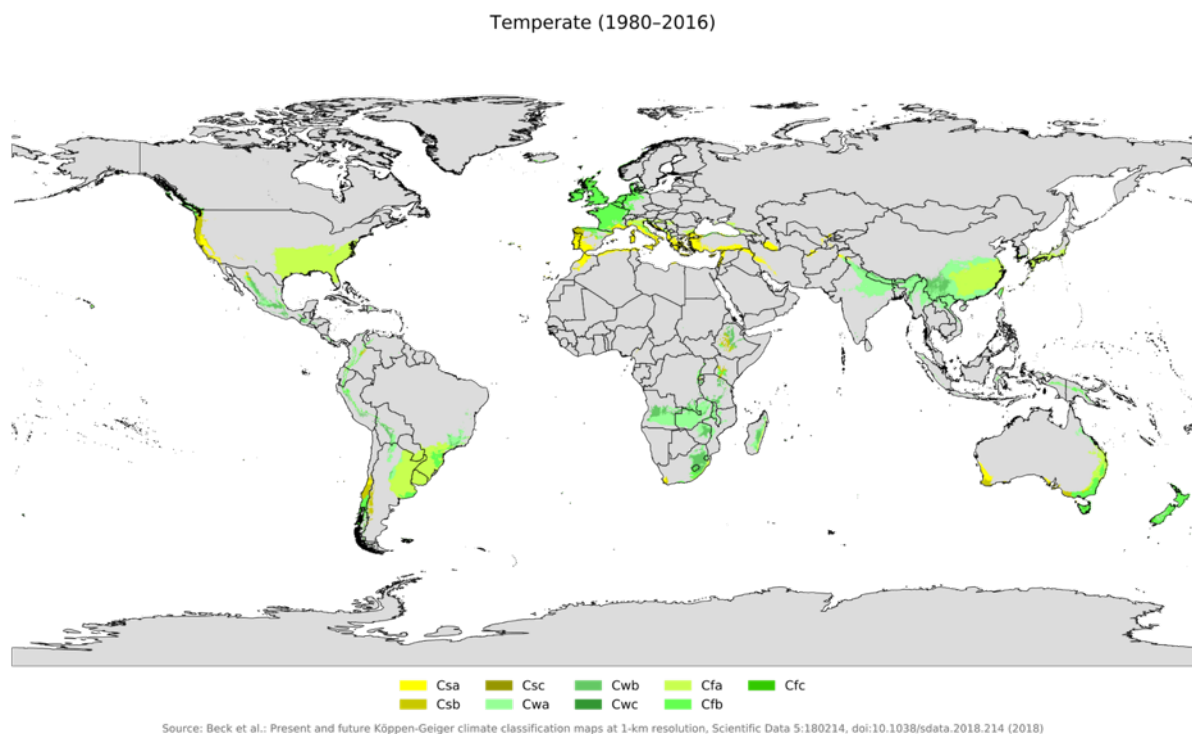 Temperate (1980–2016)
Csa Csc Cwb Cfa Cfc
Csb Cwa Cwc Cfb
Source: Beck et al.: Present and future Köppen-Geiger climate classification maps at 1-km resolution, Scientific Data 5:180214, doi:10.1038/sdata.2018.214 (2018)